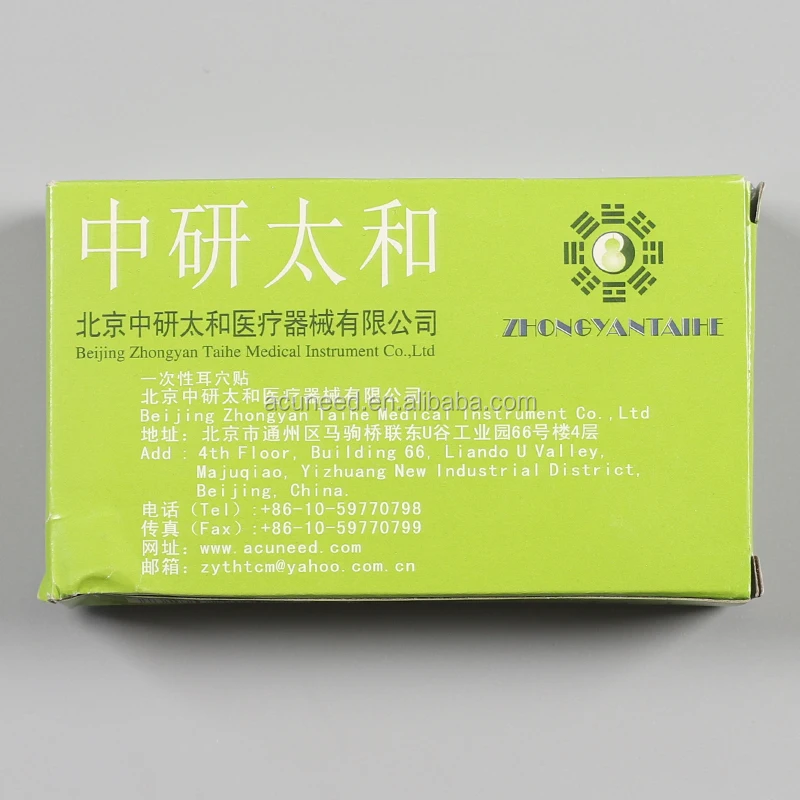 中研太和
ZHONGYANTAIHE
北京中研太和医疗器械有限公司
Beijing Zhongyan Taihe Medical Instrument Co.,Ltd
一次性耳穴贴
北京中研太和医疗器械有限公司
acuneed.en.alibaba.com
Beijing Zhongyan Taihe Medical Instrument Co.,Ltd
地址: 北京市通州区马驹桥联东U谷工业园66号楼4层
Add : 4th Floor, Building 66, Liando U Valley,
Majuqiao, Yizhuang New Industrial District,
Beijing, China.
电话 (Tel) :+86-10-59770798
传真 (Fax) :+86-10-59770799
网址: www.acuneed.com
邮箱: zythtcm@yahoo.com.cn